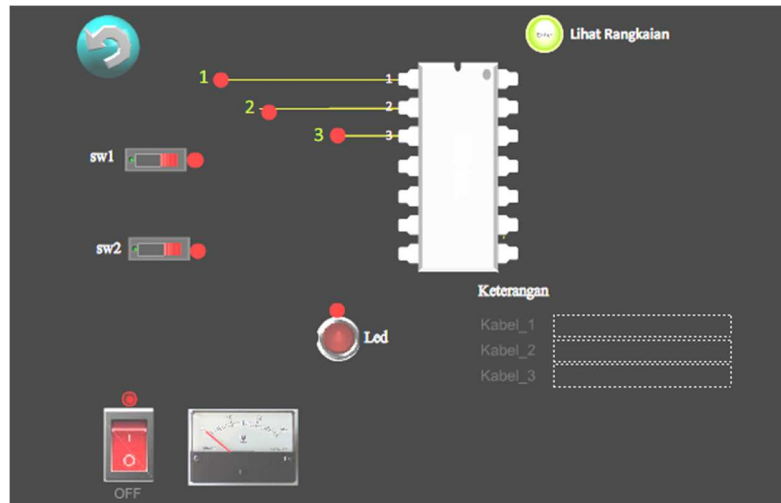 Lihat Rangkaian
1
1
2
2
3
3
sw1
sw2
Keterangan
Kabel_1
Led
Kabel_2
Kabel_3
OFF